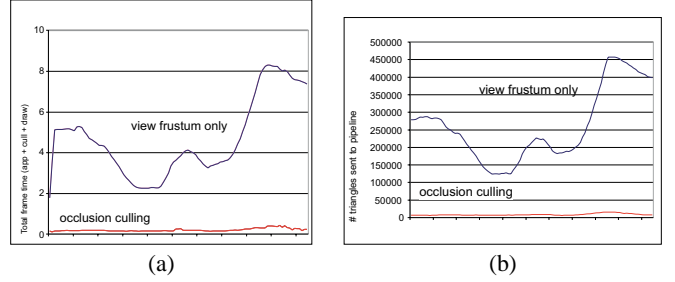 Total frame time (app + cull + draw)
10
8
6
4
2
0
view frustum only
occlusion culling
(a)
# triangles sent to pipeline
500000
450000
400000
350000
300000
250000
200000
150000
100000
50000
0
view frustum only
occlusion culling
(b)